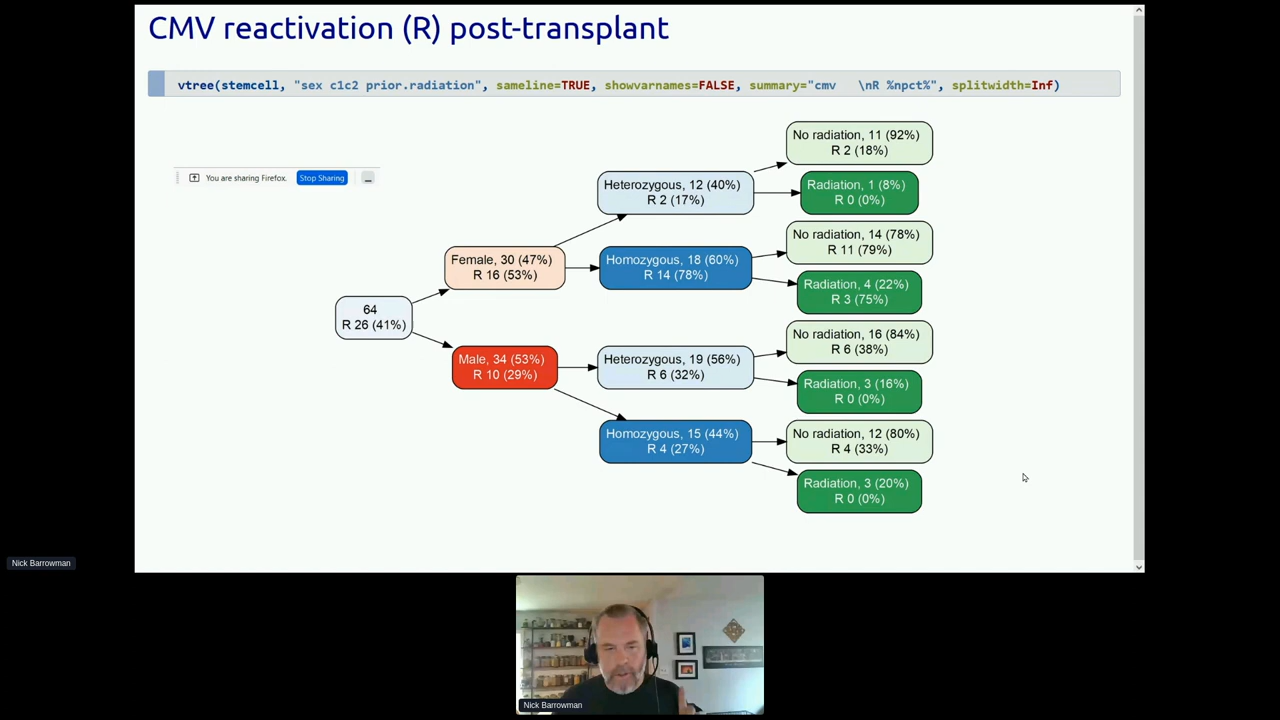 CMV reactivation (R) post-transplant
vtree(stemcell, "sex c1c2 prior.radiation", sameline=TRUE, showvarnames=FALSE, summary="cmv   \nR %npct%", splitwidth=Inf)
You are sharing Firefox. Stop Sharing
64
R 26 (41%)
Female, 30 (47%)
R 16 (53%)
Male, 34 (53%)
R 10 (29%)
Heterozygous, 12 (40%)
R 2 (17%)
Homozygous, 18 (60%)
R 14 (78%)
Heterozygous, 19 (56%)
R 6 (32%)
Homozygous, 15 (44%)
R 4 (27%)
No radiation, 11 (92%)
R 2 (18%)
Radiation, 1 (8%)
R 0 (0%)
No radiation, 14 (78%)
R 11 (79%)
Radiation, 4 (22%)
R 3 (75%)
No radiation, 16 (84%)
R 6 (38%)
Radiation, 3 (16%)
R 0 (0%)
No radiation, 12 (80%)
R 4 (33%)
Radiation, 3 (20%)
R 0 (0%)
Nick Barrowman
Nick Barrowman